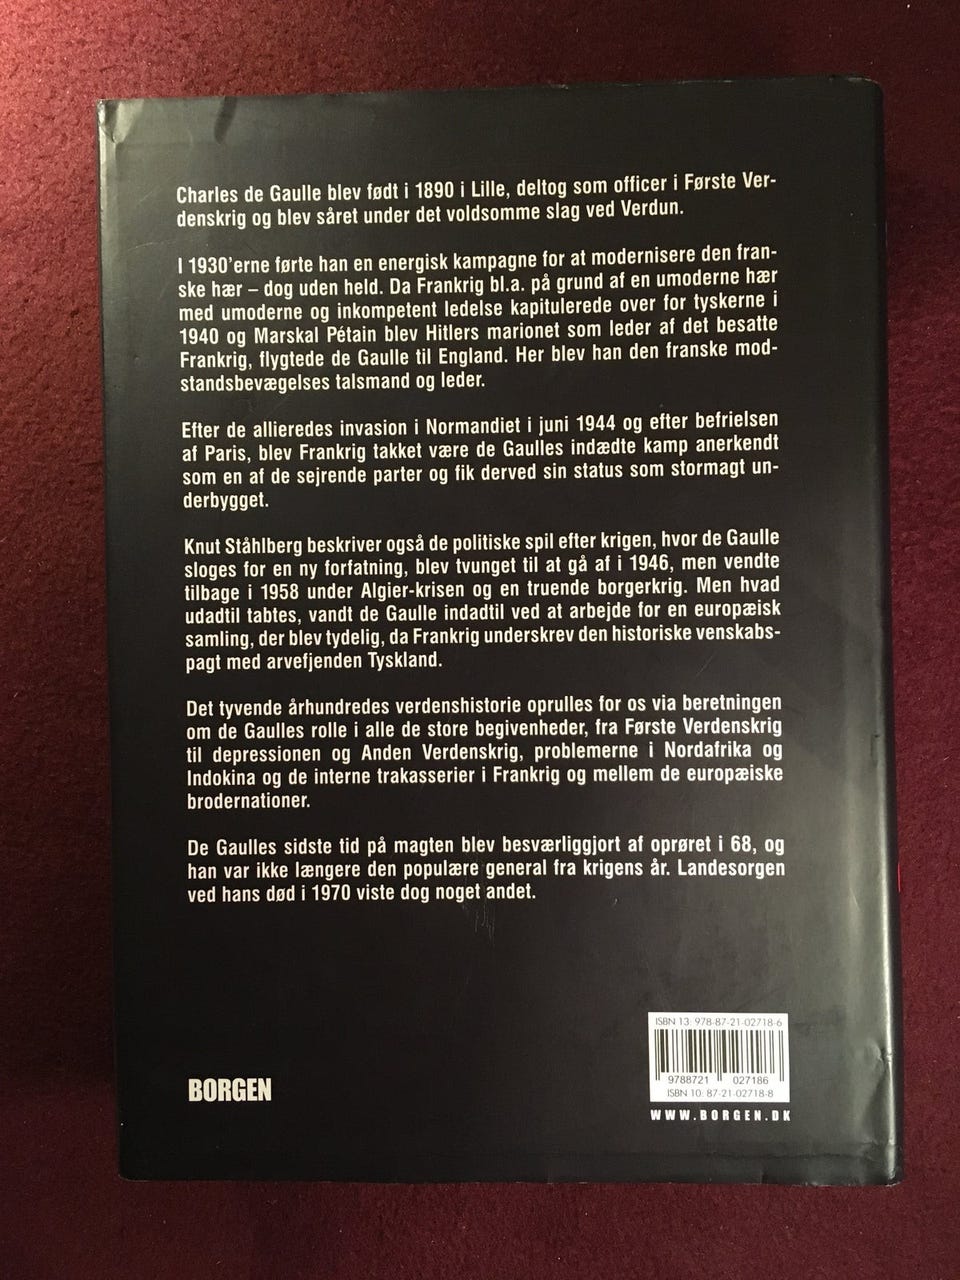 Charles de Gaulle blev født i 1890 i Lille, deltog som officer i Første Ver-
denskrig og blev såret under det voldsomme slag ved Verdun.
I 1930'erne førte han en energisk kampagne for at modernisere den fran-
ske hær – dog uden held. Da Frankrig bl.a. på grund af en umoderne hær
med umoderne og inkompetent ledelse kapitulerede over for tyskerne i
1940 og Marskal Pétain blev Hitlers marionet som leder af det besatte
Frankrig, flygtede de Gaulle til England. Her blev han den franske mod-
standsbevægelses talsmand og leder.
Efter de allieredes invasion i Normandiet i juni 1944 og efter befrielsen
af Paris, blev Frankrig takket være de Gaulles indædte kamp anerkendt
som en af de sejrende parter og fik derved sin status som stormagt un-
derbygget.
Knut Ståhlberg beskriver også de politiske spil efter krigen, hvor de Gaulle
sloges for en ny forfatning, blev tvunget til at gå af i 1946, men vendte
tilbage i 1958 under Algier-krisen og en truende borgerkrig. Men hvad
udadtil tabtes, vandt de Gaulle indadtil ved at arbejde for en europæisk
samling, der blev tydelig, da Frankrig underskrev den historiske venskabs-
pagt med arvefjenden Tyskland.
Det tyvende århundredes verdenshistorie oprulles for os via beretningen
om de Gaulles rolle i alle de store begivenheder, fra Første Verdenskrig
til depressionen og Anden Verdenskrig, problemerne i Nordafrika og
Indokina og de interne trakasserier i Frankrig og mellem de europæiske
brodernationer.
De Gaulles sidste tid på magten blev besværliggjort af oprøret i 68, og
han var ikke længere den populære general fra krigens år. Landesorgen
ved hans død i 1970 viste dog noget andet.
ISBN 13: 978-87-21-02718-6
9788721 027186
ISBN 10: 87-21-02718-8
BORGEN
WWW.BORGEN.DK